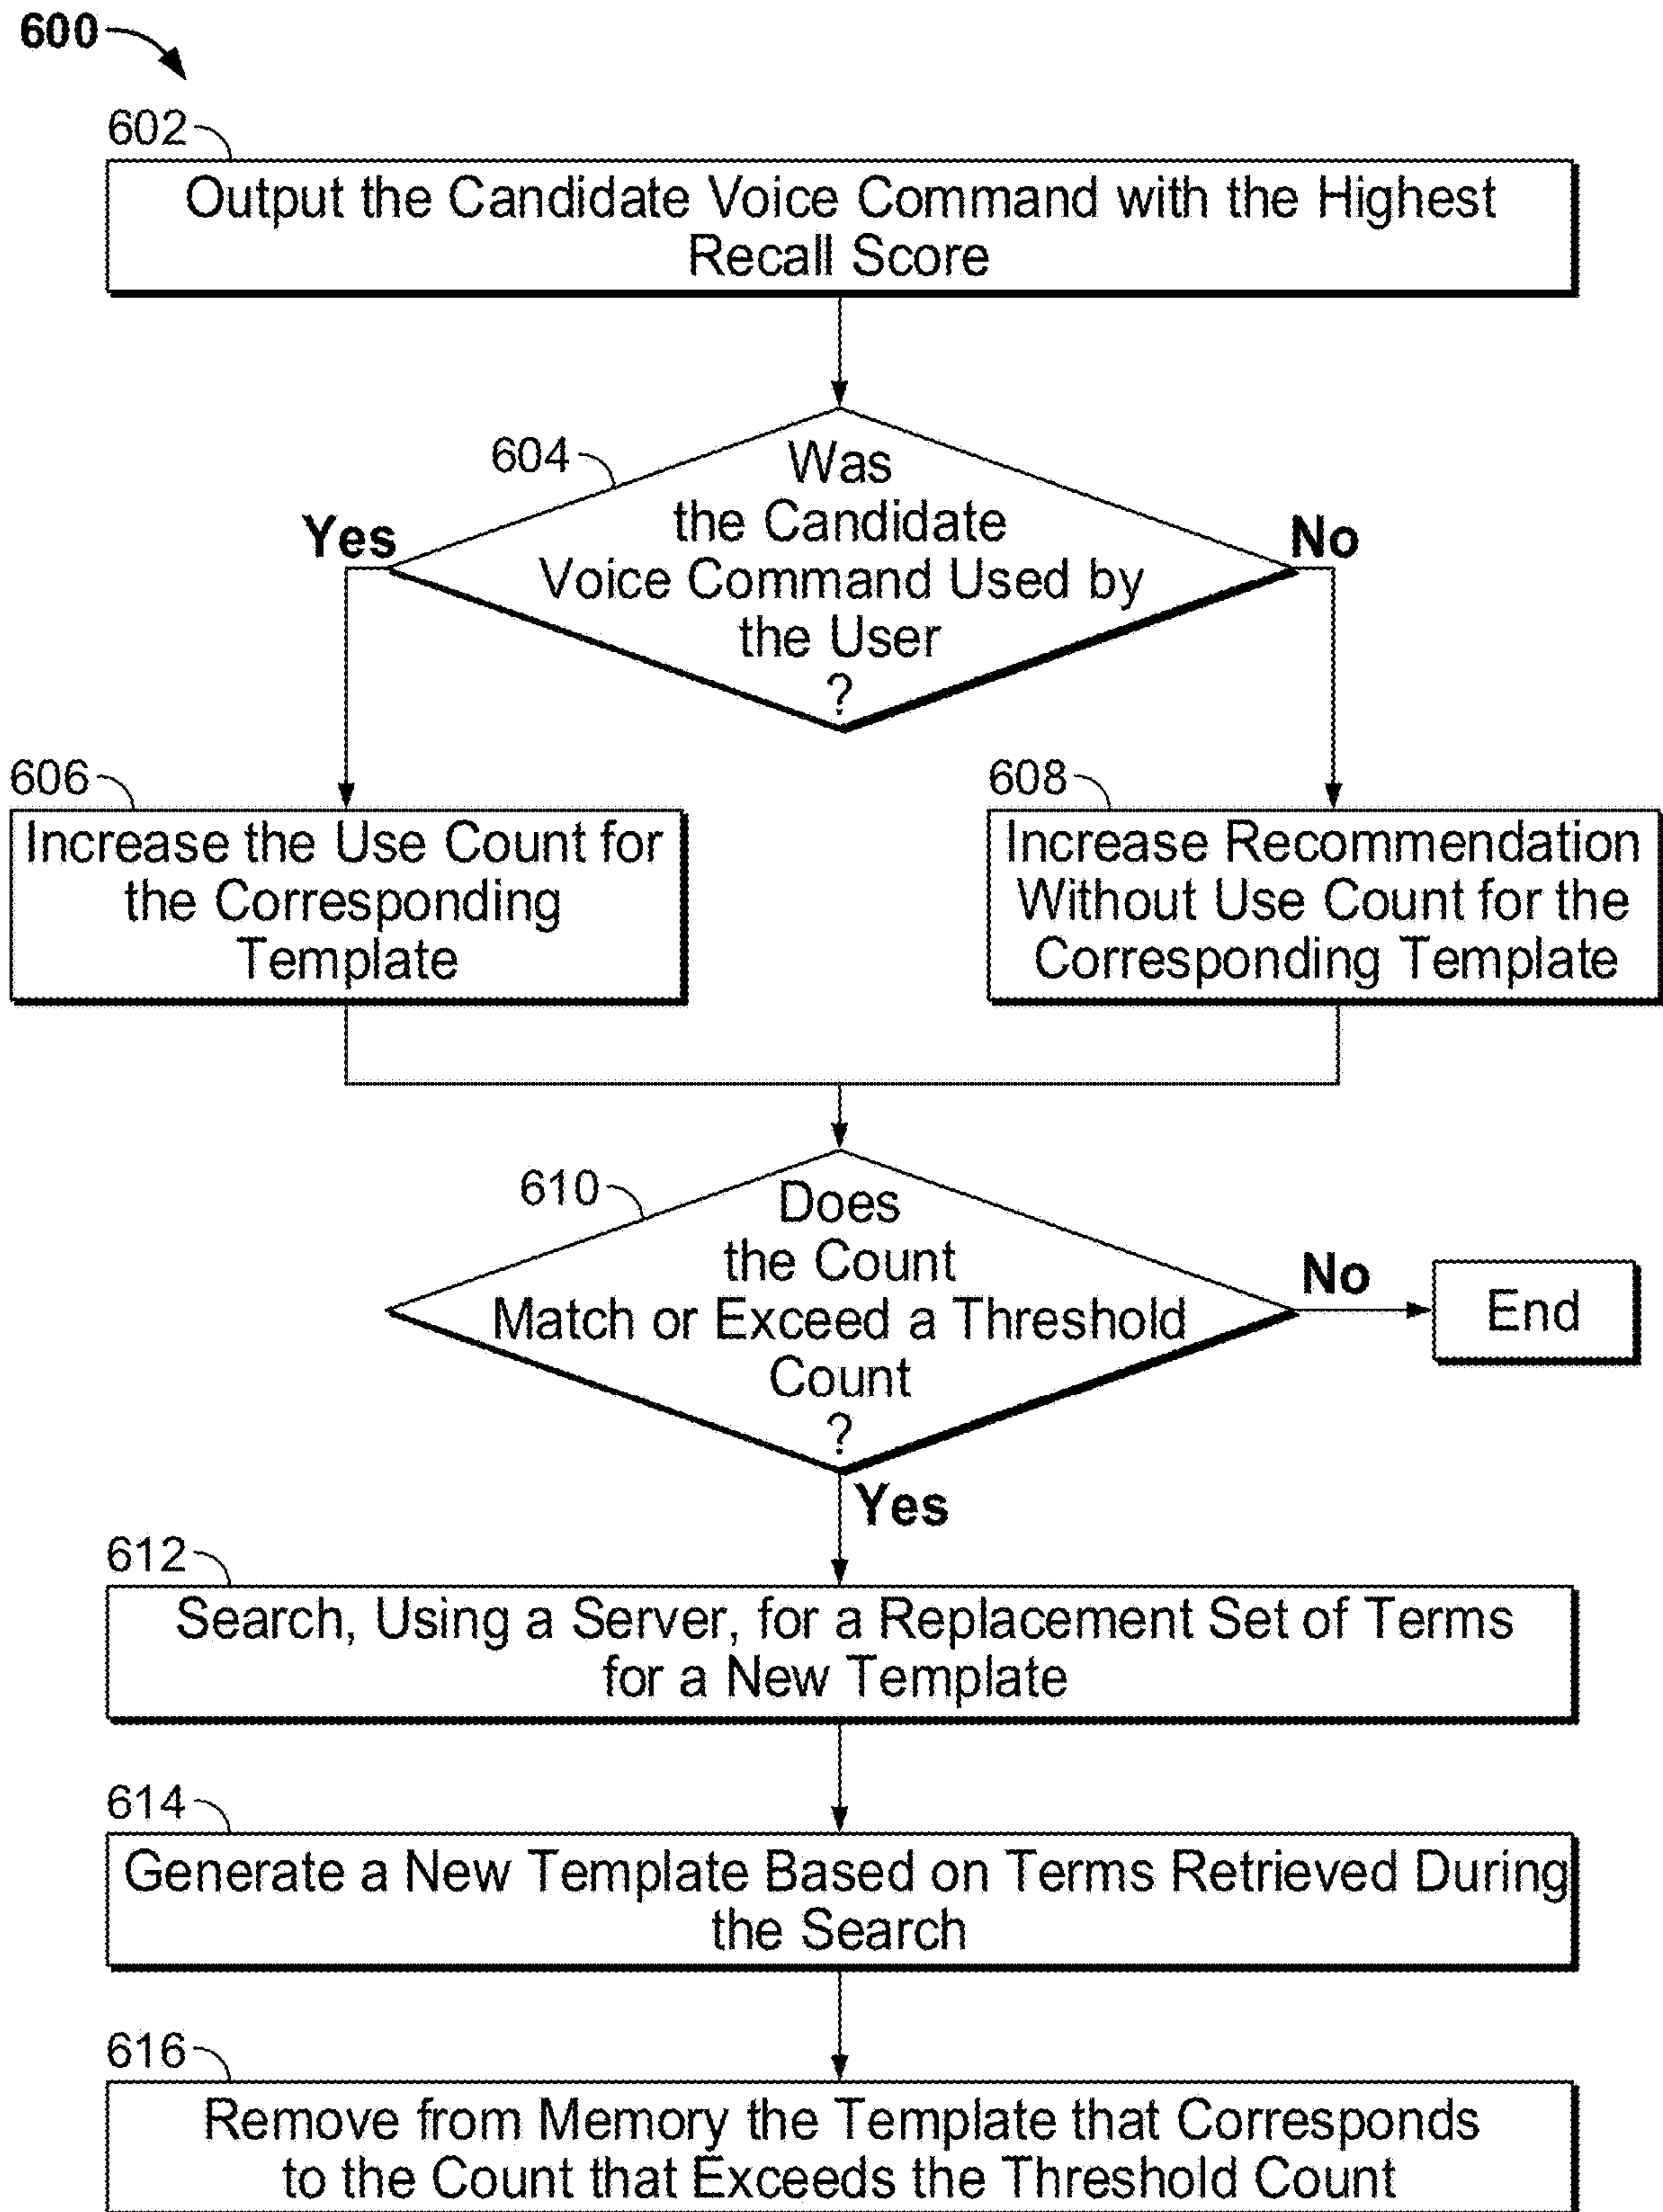 600
602
Output the Candidate Voice Command with the Highest
Recall Score
604
Was
the Candidate
Voice Command Used by
the User
?
Yes
No
606
Increase the Use Count for
the Corresponding
Template
608
Increase Recommendation
Without Use Count for the
Corresponding Template
610
Does
the Count
Match or Exceed a Threshold
Count
?
No
End
Yes
612
Search, Using a Server, for a Replacement Set of Terms
for a New Template
614
Generate a New Template Based on Terms Retrieved During
the Search
616
Remove from Memory the Template that Corresponds
to the Count that Exceeds the Threshold Count